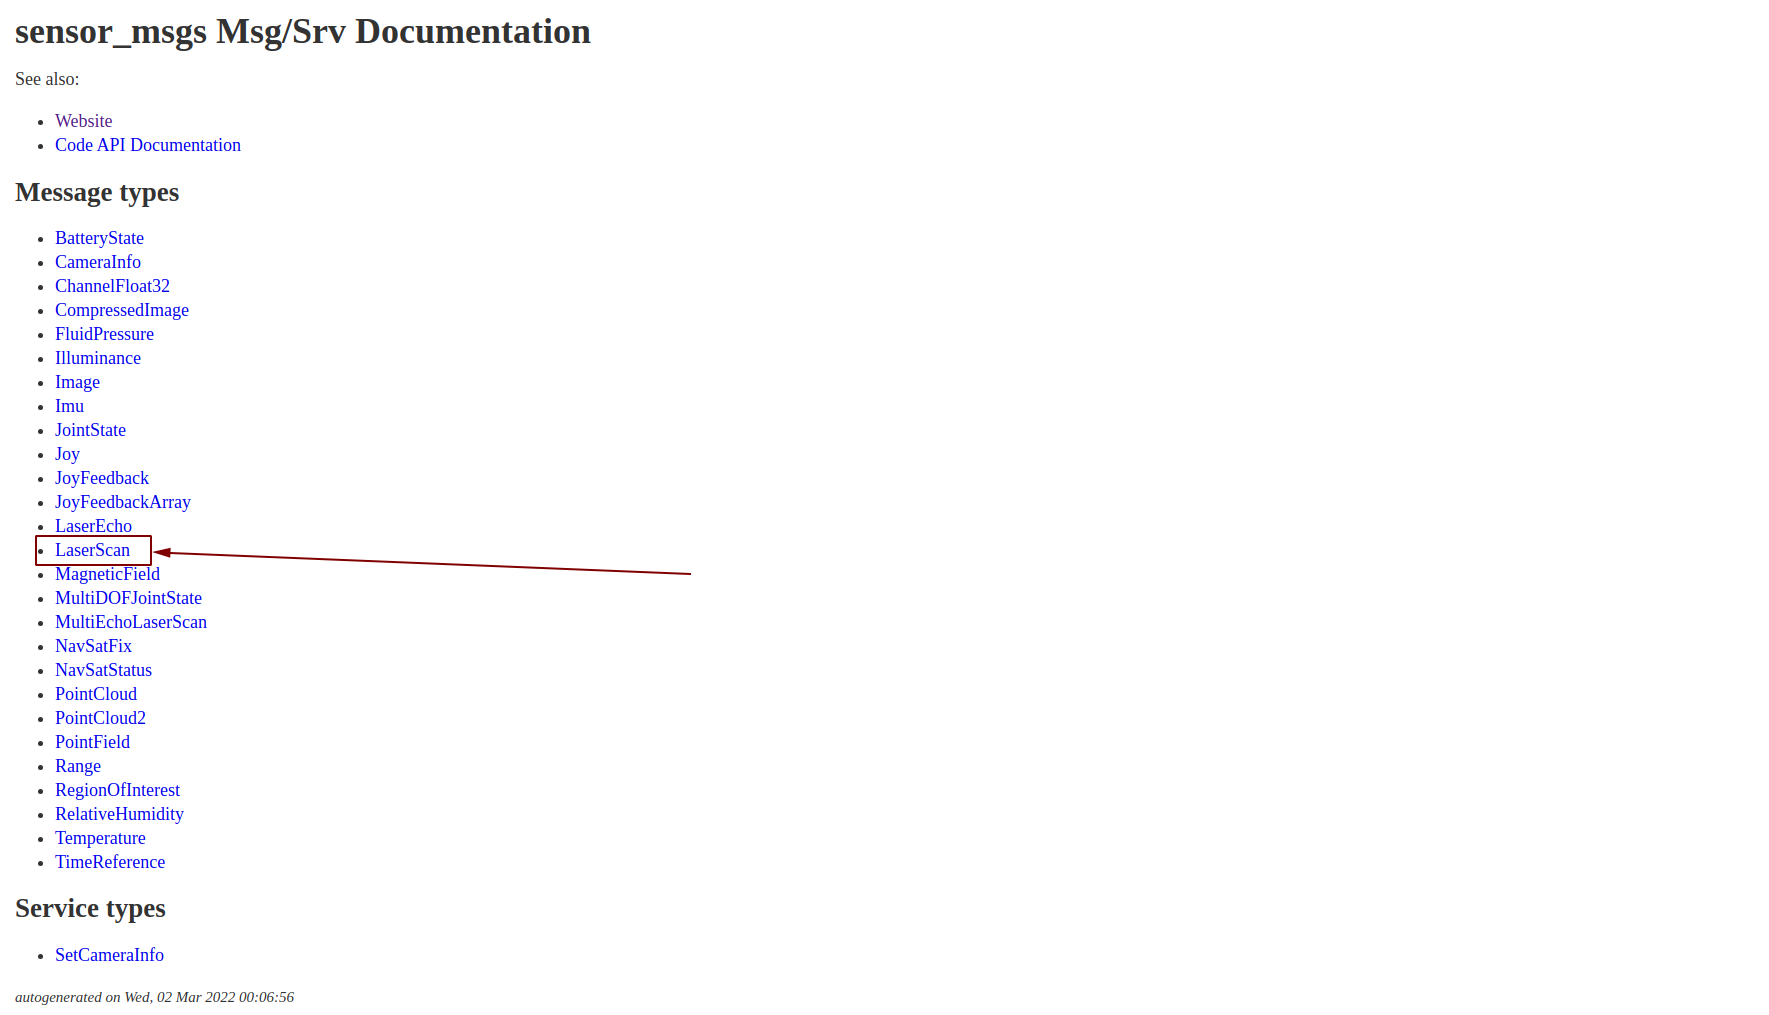 sensor_msgs Msg/Srv Documentation
See also:
Website
Code API Documentation
Message types
BatteryState
CameraInfo
ChannelFloat32
CompressedImage
FluidPressure
Illuminance
Image
Imu
JointState
Joy
JoyFeedback
JoyFeedbackArray
LaserEcho
LaserScan
MagneticField
MultiDOFJointState
MultiEchoLaserScan
NavSatFix
NavSatStatus
PointCloud
PointCloud2
PointField
Range
RegionOfInterest
RelativeHumidity
Temperature
TimeReference
Service types
SetCameraInfo
autogenerated on Wed, 02 Mar 2022 00:06:56